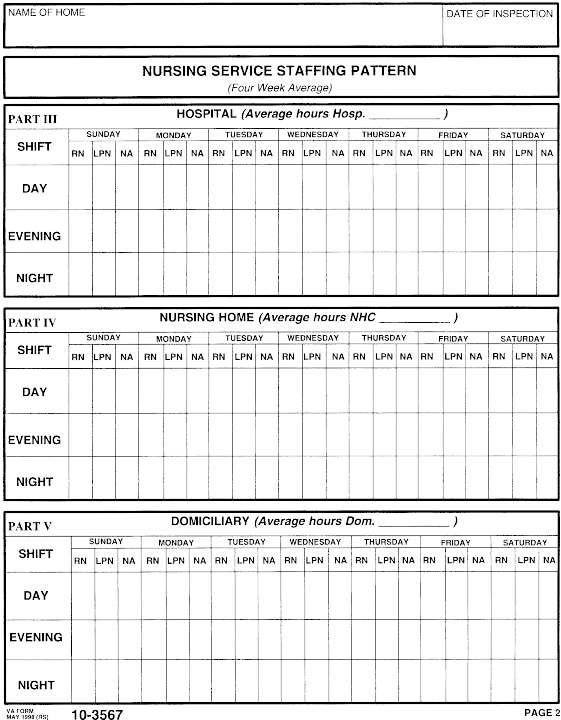 NAME OF HOME
DATE OF INSPECTION
NURSING SERVICE STAFFING PATTERN
(Four Week Average)
PART III
HOSPITAL (Average hours Hosp. __________ )
SHIFT
SUNDAY MONDAY TUESDAY WEDNESDAY THURSDAY FRIDAY SATURDAY
RN LPN NA RN LPN NA RN LPN NA RN LPN NA RN LPN NA RN LPN NA RN LPN NA
DAY
EVENING
NIGHT
PART IV
NURSING HOME (Average hours NHC __________ )
SHIFT
SUNDAY MONDAY TUESDAY WEDNESDAY THURSDAY FRIDAY SATURDAY
RN LPN NA RN LPN NA RN LPN NA RN LPN NA RN LPN NA RN LPN NA RN LPN NA
DAY
EVENING
NIGHT
PART V
DOMICILIARY (Average hours Dom. __________ )
SHIFT
SUNDAY MONDAY TUESDAY WEDNESDAY THURSDAY FRIDAY SATURDAY
RN LPN NA RN LPN NA RN LPN NA RN LPN NA RN LPN NA RN LPN NA RN LPN NA
DAY
EVENING
NIGHT
VA FORM
MAY 1998 (RS) 10-3567
PAGE 2